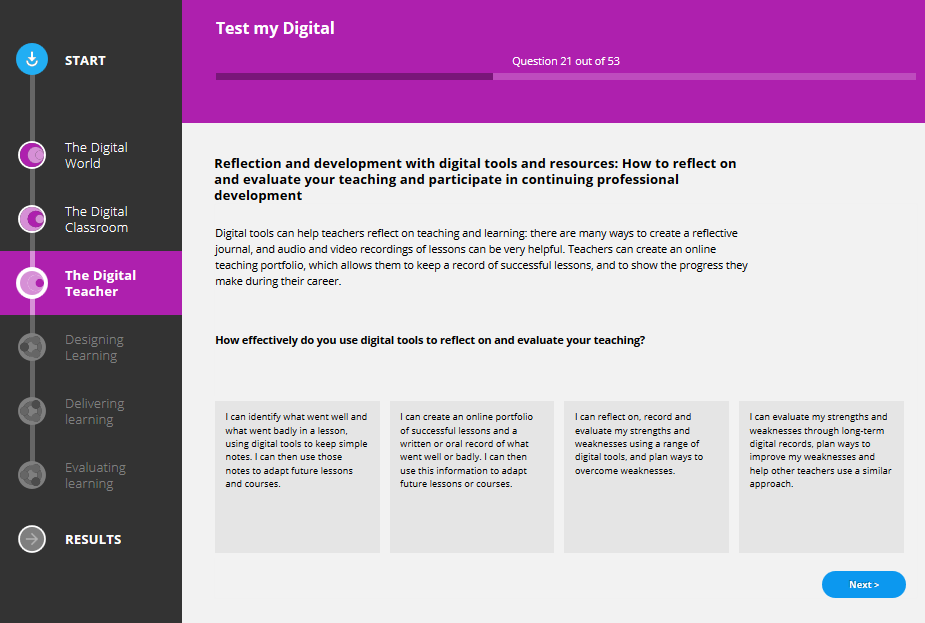 START
The Digital
World
The Digital
Classroom
The Digital
Teacher
Designing
Learning
Delivering
learning
Evaluating
learning
RESULTS
Test my Digital
Question 21 out of 53
Reflection and development with digital tools and resources: How to reflect on
and evaluate your teaching and participate in continuing professional
development
Digital tools can help teachers reflect on teaching and learning: there are many ways to create a reflective
journal, and audio and video recordings of lessons can be very helpful. Teachers can create an online
teaching portfolio, which allows them to keep a record of successful lessons, and to show the progress they
make during their career.
How effectively do you use digital tools to reflect on and evaluate your teaching?
I can identify what went well and
what went badly in a lesson,
using digital tools to keep simple
notes. I can then use those
notes to adapt future lessons
and courses.
I can create an online portfolio
of successful lessons and a
written or oral record of what
went well or badly. I can then
use this information to adapt
future lessons or courses.
I can reflect on, record and
evaluate my strengths and
weaknesses using a range of
digital tools, and plan ways to
overcome weaknesses.
I can evaluate my strengths and
weaknesses through long-term
digital records, plan ways to
improve my weaknesses and
help other teachers use a similar
approach.
Next >